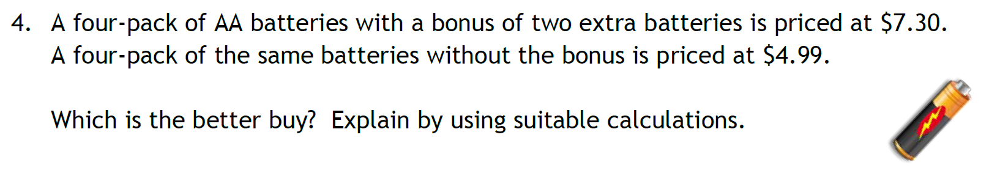 4. A four-pack of AA batteries with a bonus of two extra batteries is priced at $7.30.
A four-pack of the same batteries without the bonus is priced at $4.99.
Which is the better buy? Explain by using suitable calculations.